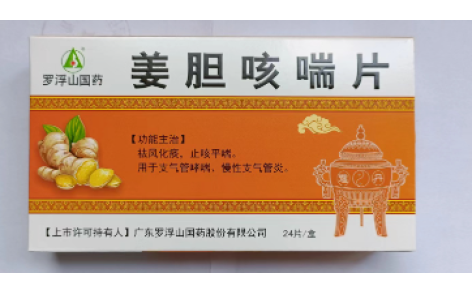 罗浮山国药
姜胆咳喘片
【功能主治】
祛风化痰、止咳平喘。
用于支气管哮喘、慢性支气管炎。
【上市许可持有人】广东罗浮山国药股份有限公司
24片/盒